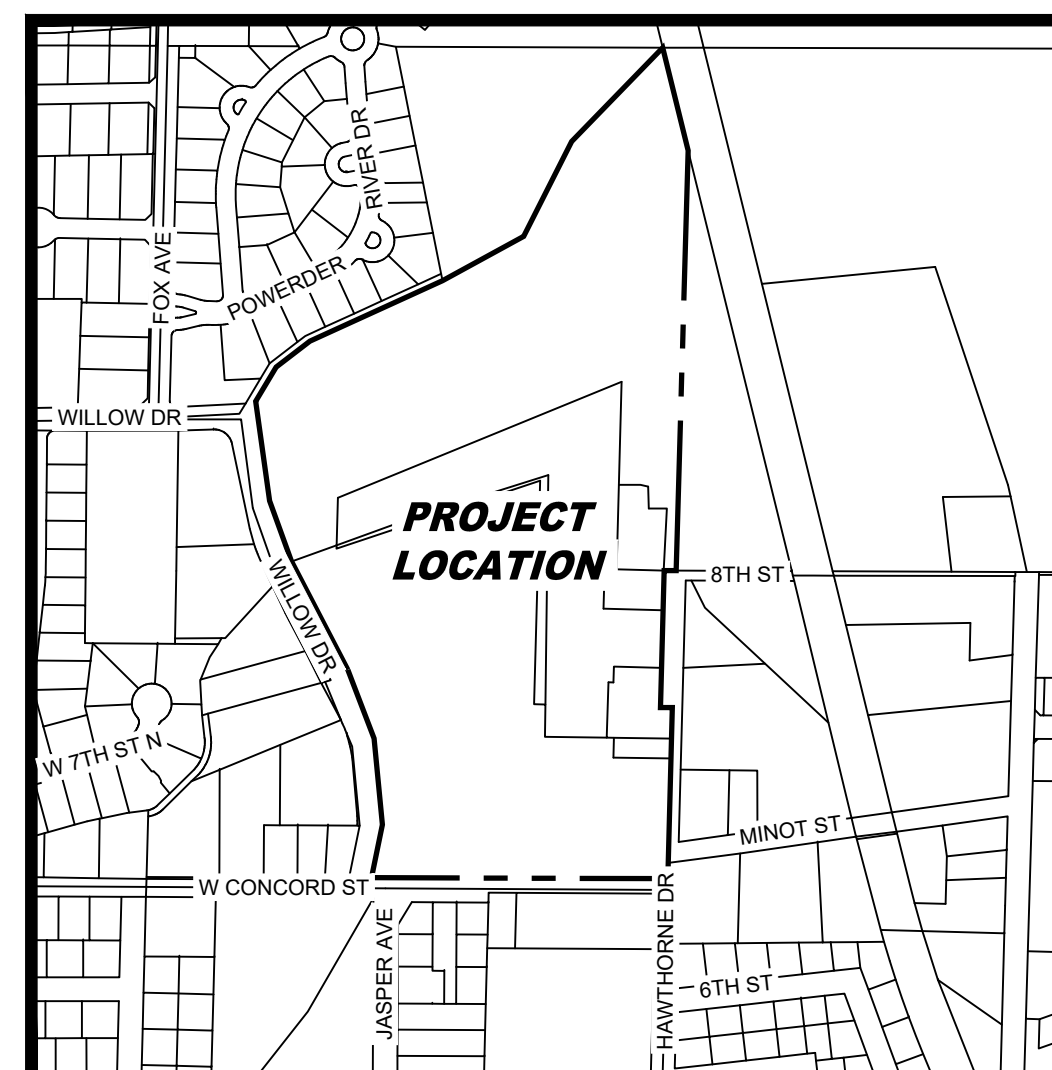 RIVER DR
FOX AVE
POWERDER
WILLOW DR
PROJECT
LOCATION
8TH ST
WILLOW DR
W 7TH ST N
MINOT ST
W CONCORD ST
JASPER AVE
HAWTHORNE DR
6TH ST